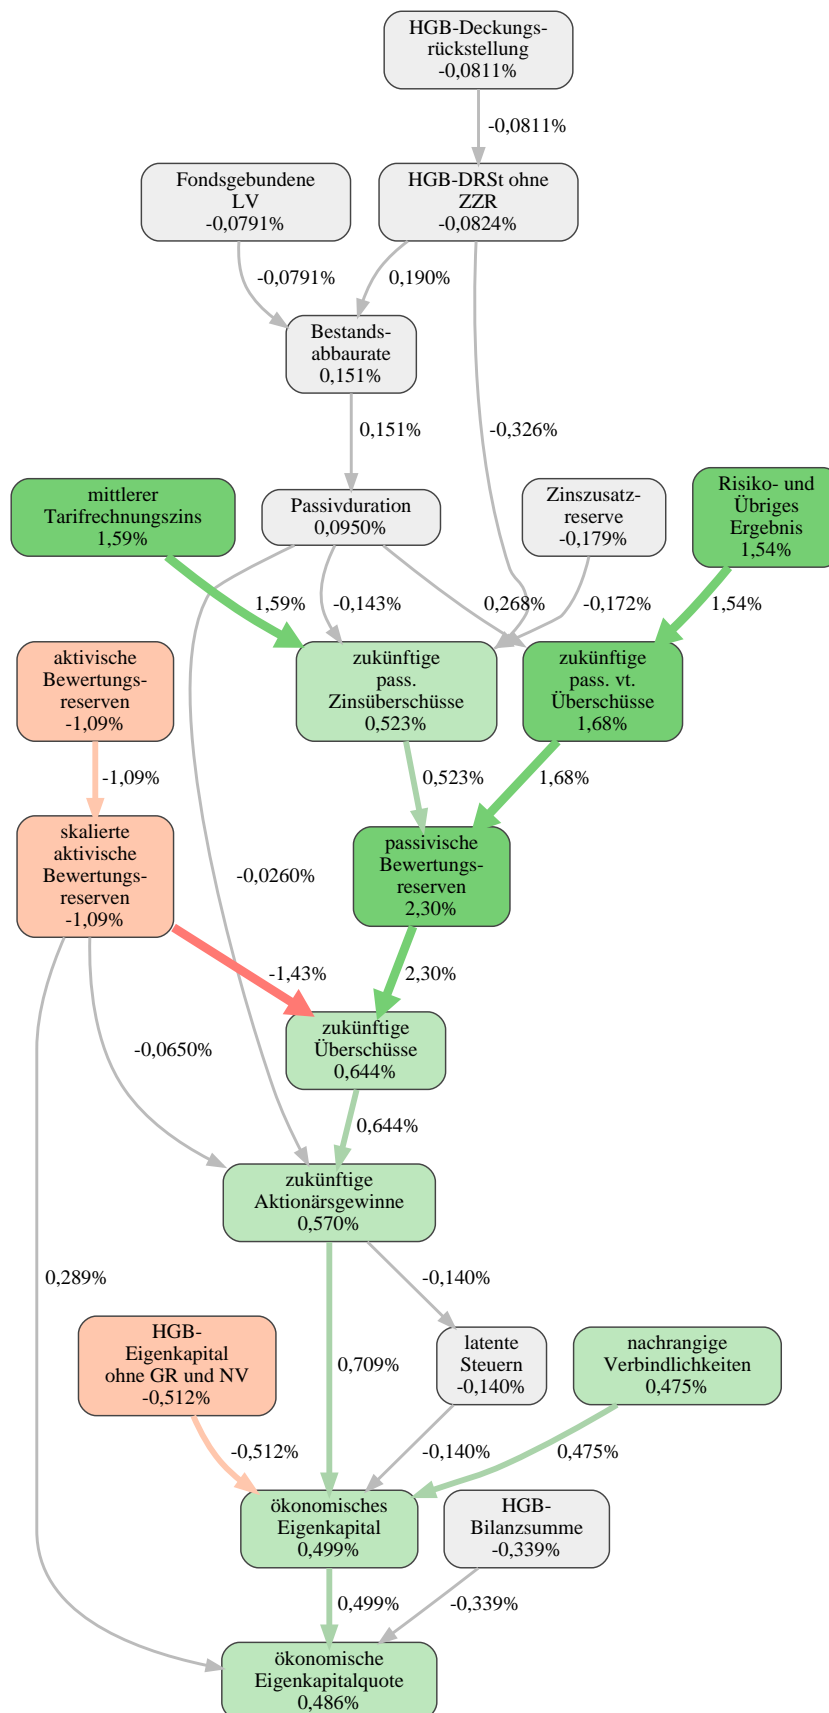 HGB-Deckungs-
rückstellung
-0,0811%
-0,0811%
Fondsgebundene
LV
-0,0791%
HGB-DRSt ohne
ZZR
-0,0824%
-0,0791%
0,190%
Bestands-
abbaurate
0,151%
0,151%
-0,326%
mittlerer
Tarifrechnungszins
1,59%
Passivduration
0,0950%
Zinszusatz-
reserve
-0,179%
Risiko- und
Übriges
Ergebnis
1,54%
1,59%
-0,143%
0,268%
-0,172%
1,54%
aktivische
Bewertungs-
reserven
-1,09%
zukünftige
pass.
Zinsüberschüsse
0,523%
zukünftige
pass. vt.
Überschüsse
1,68%
-1,09%
0,523%
1,68%
skalierte
aktivische
Bewertungs-
reserven
-1,09%
passivische
Bewertungs-
reserven
2,30%
-0,0260%
-1,43%
2,30%
zukünftige
Überschüsse
0,644%
-0,0650%
0,644%
zukünftige
Aktionärsgewinne
0,570%
0,289%
-0,140%
HGB-
Eigenkapital
ohne GR und NV
-0,512%
0,709%
latente
Steuern
-0,140%
nachrangige
Verbindlichkeiten
0,475%
-0,512%
-0,140%
0,475%
ökonomisches
Eigenkapital
0,499%
HGB-
Bilanzsumme
-0,339%
0,499%
-0,339%
ökonomische
Eigenkapitalquote
0,486%